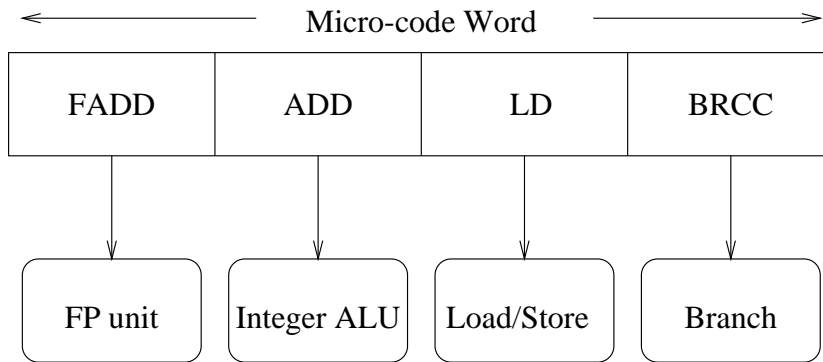 Micro-code Word
FADD ADD LD BRCC
FP unit Integer ALU Load/Store Branch